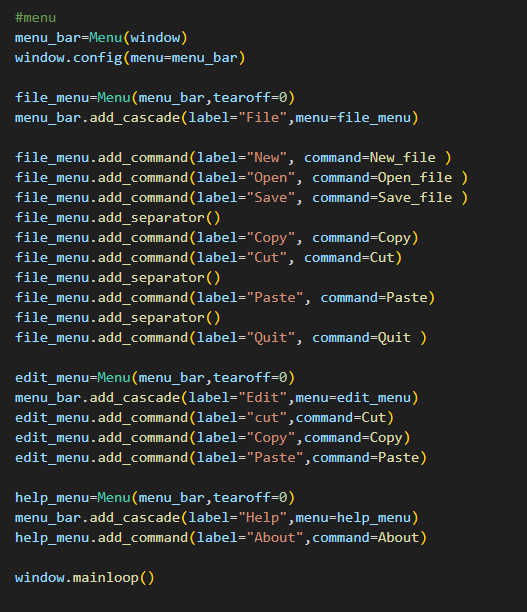 #menu
menu_bar=Menu(window)
window.config(menu=menu_bar)

file_menu=Menu(menu_bar,tearoff=0)
menu_bar.add_cascade(label="File",menu=file_menu)

file_menu.add_command(label="New", command=New_file )
file_menu.add_command(label="Open", command=Open_file )
file_menu.add_command(label="Save", command=Save_file )
file_menu.add_separator()
file_menu.add_command(label="Copy", command=Copy)
file_menu.add_command(label="Cut", command=Cut)
file_menu.add_separator()
file_menu.add_command(label="Paste", command=Paste)
file_menu.add_separator()
file_menu.add_command(label="Quit", command=Quit )

edit_menu=Menu(menu_bar,tearoff=0)
menu_bar.add_cascade(label="Edit",menu=edit_menu)
edit_menu.add_command(label="cut",command=Cut)
edit_menu.add_command(label="Copy",command=Copy)
edit_menu.add_command(label="Paste",command=Paste)

help_menu=Menu(menu_bar,tearoff=0)
menu_bar.add_cascade(label="Help",menu=help_menu)
help_menu.add_command(label="About",command=About)

window.mainloop()